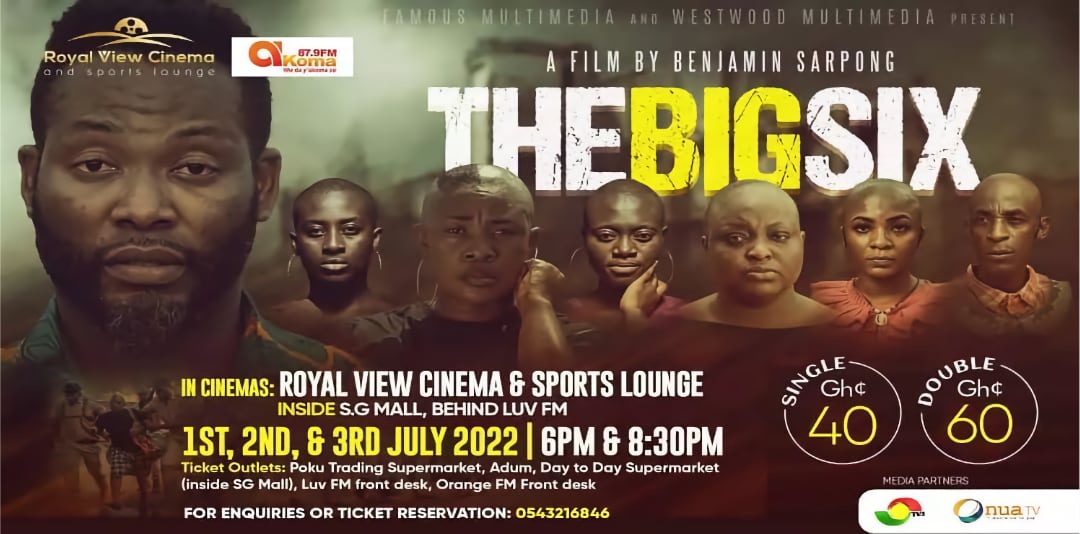 FAMOUS MULTIMEDIA AND WESTWOOD MULTIMEDIA PRESENT
Royal View Cinema
and sports lounge
87.9FM
Akoma
A FILM BY BENJAMIN SARPONG
THEBIGSIX
IN CINEMAS: ROYAL VIEW CINEMA & SPORTS LOUNGE
INSIDE S.G MALL, BEHIND LUV FM
1ST, 2ND, & 3RD JULY 2022 | 6PM & 8:30PM
Ticket Outlets: Poku Trading Supermarket, Adum, Day to Day Supermarket
(inside SG Mall), Luv FM front desk, Orange FM Front desk
FOR ENQUIRIES OR TICKET RESERVATION: 0543216846
SINGLE
Gh¢
40
DOUBLE
Gh¢
60
MEDIA PARTNERS
TV3
Onua TV